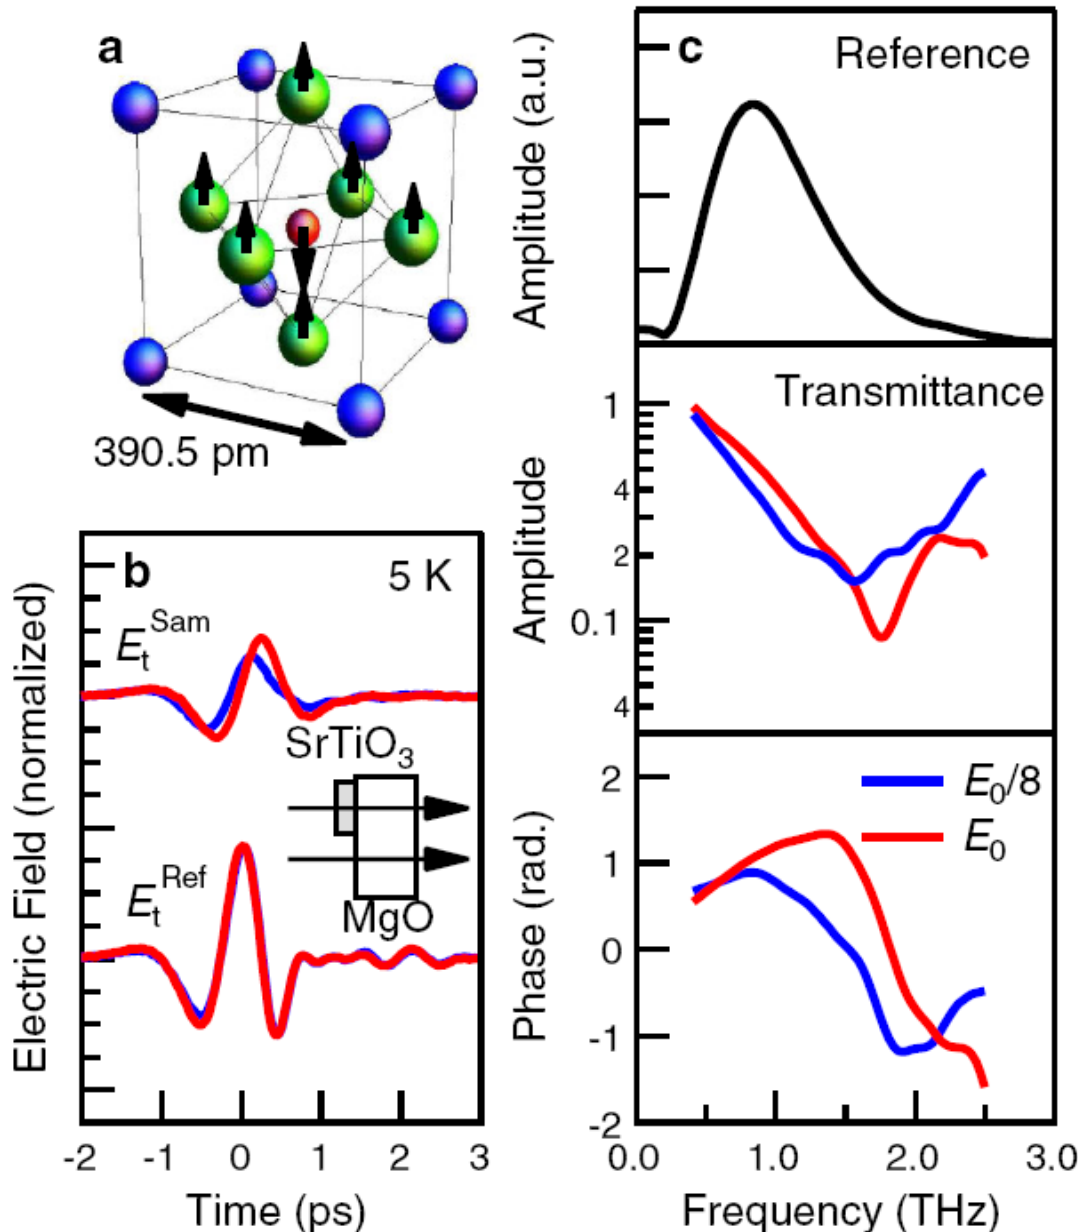 a
390.5 pm
b
5 K
E_t^Sam
SrTiO₃
E_t^Ref
MgO
Electric Field (normalized)
-2 -1 0 1 2 3
Time (ps)
c
Reference
Amplitude (a.u.)
Transmittance
1
4
2
0.1
4
Amplitude
2
1
0
-1
-2
E₀/8
E₀
Phase (rad.)
0.0 1.0 2.0 3.0
Frequency (THz)